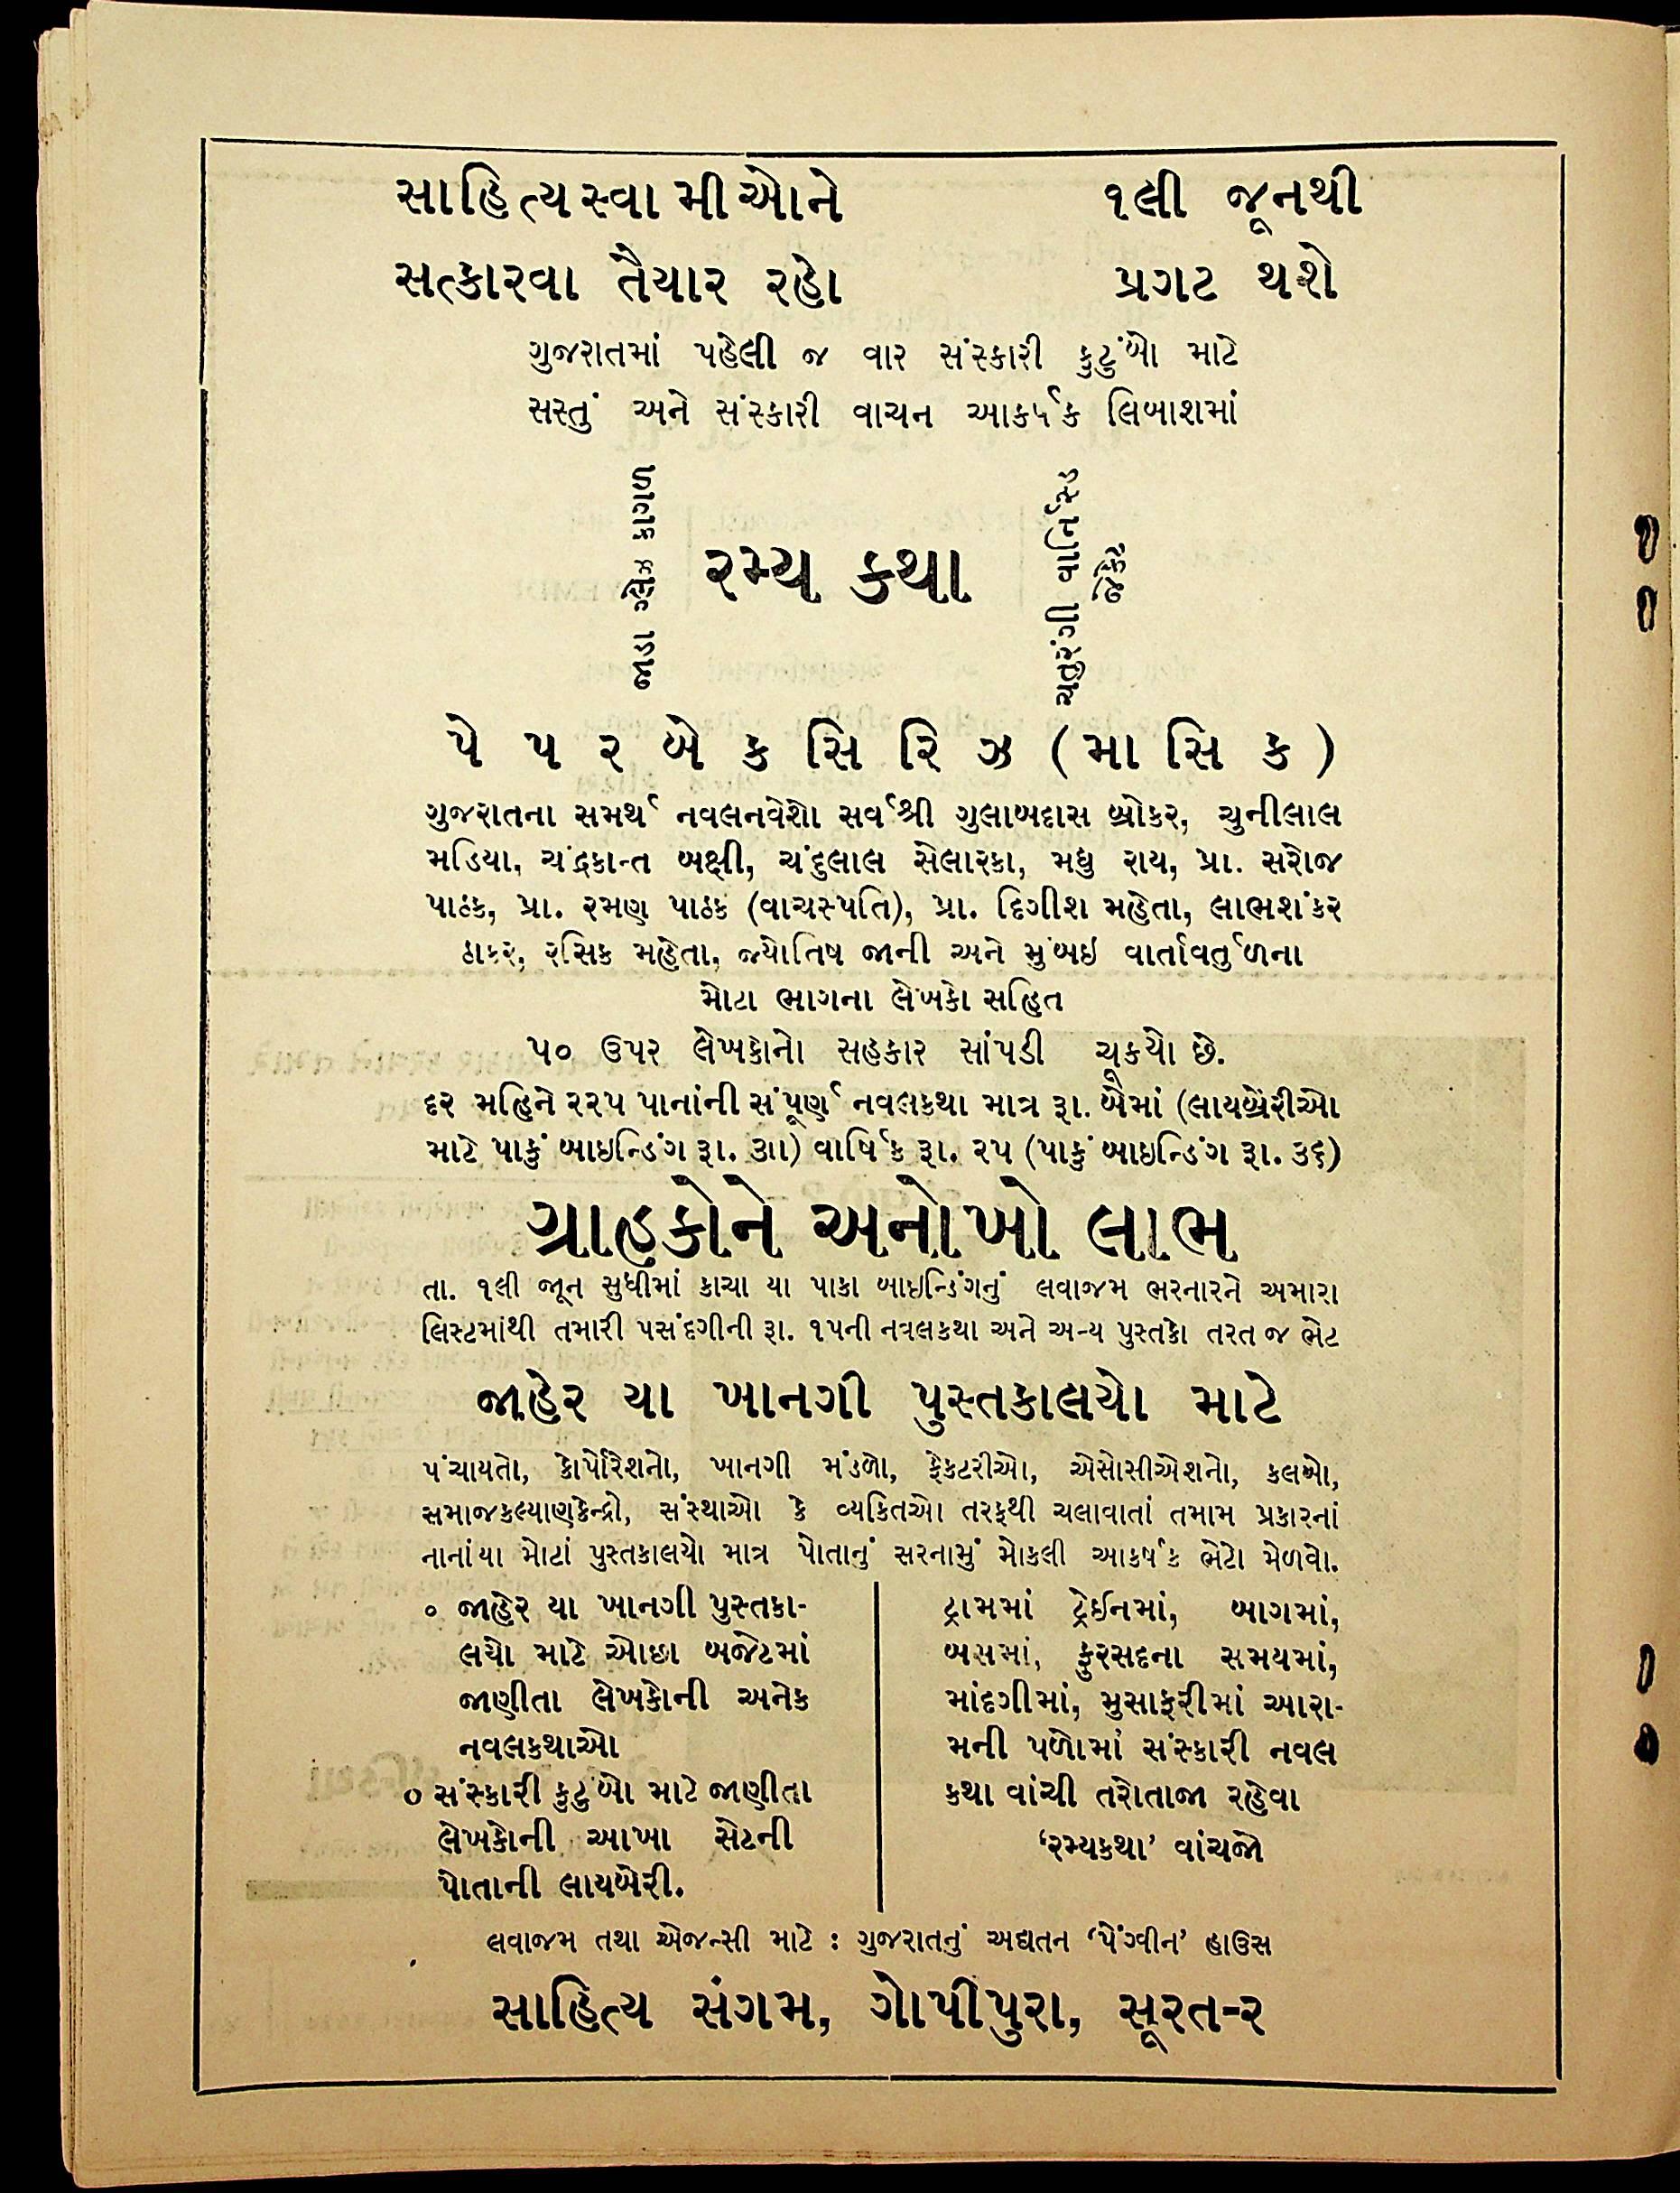 સાહિત્યસ્વામીઓને ૧લી જૂનથી
સત્કારવા તૈયાર રહો પ્રગટ થશે
ગુજરાતમાં પહેલી જ વાર સંસ્કારી કુટુંબો માટે
સસ્તું અને સંસ્કારી વાચન આકર્ષક લિબાશમાં
જાડા ગ્લેઝ કાગળ
રમ્ય કથા
ચતુરંગી વાર્નિસ્ડ
જેકેટ
પેપરબેક સિરિઝ (માસિક)
ગુજરાતના સમર્થ નવલનવેશો સર્વશ્રી ગુલાબદાસ બ્રોકર, ચુનીલાલ
મડિયા, ચંદ્રકાન્ત બક્ષી, ચંદુલાલ સેલારકા, મધુ રાય, પ્રા. સરોજ
પાઠક, પ્રા. રમણ પાઠક (વાચસ્પતિ), પ્રા. દિગીશ મહેતા, લાભશંકર
ઠાકર, રસિક મહેતા, જ્યોતિષ જાની અને મુંબઇ વાર્તાવર્તુળના
મોટા ભાગના લેખકો સહિત
૫૦ ઉપર લેખકોનો સહકાર સાંપડી ચૂકયો છે.
દર મહિને ૨૨૫ પાનાંની સંપૂર્ણ નવલકથા માત્ર રૂા. બેમાં (લાયબ્રેરીઓ
માટે પાકું બાઇન્ડિંગ રૂા. ૩ાા) વાર્ષિક રૂા. ૨૫ (પાકું બાઇન્ડિંગ રૂા. ૩૬)
ગ્રાહકોને અનોખો લાભ
તા. ૧લી જૂન સુધીમાં કાચા યા પાકા બાઇન્ડિંગનું લવાજમ ભરનારને અમારા
લિસ્ટમાંથી તમારી પસંદગીની રૂા. ૧૫ની નવલકથા અને અન્ય પુસ્તકો તરત જ ભેટ
જાહેર યા ખાનગી પુસ્તકાલયો માટે
પંચાયતો, કોર્પોરેશનો, ખાનગી મંડળો, ફેકટરીઓ, એસોસીએશનો, કલબો,
સમાજકલ્યાણકેન્દ્રો, સંસ્થાઓ કે વ્યકિતઓ તરફથી ચલાવાતાં તમામ પ્રકારનાં
નાનાંયા મોટાં પુસ્તકાલયો માત્ર પોતાનું સરનામું મોકલી આકર્ષક ભેટો મેળવો.
૦ જાહેર યા ખાનગી પુસ્તકા-
લયો માટે ઓછા બજેટમાં
જાણીતા લેખકોની અનેક
નવલકથાઓ
૦ સંસ્કારી કુટુંબો માટે જાણીતા
લેખકોની આખા સેટની
પોતાની લાયબેરી.
ટ્રામમાં ટ્રેઈનમાં, બાગમાં,
બસમાં, ફુરસદના સમયમાં,
માંદગીમાં, મુસાફરીમાં આરા-
મની પળોમાં સંસ્કારી નવલ
કથા વાંચી તરોતાજા રહેવા
‘રમ્યકથા’ વાંચજો
લવાજમ તથા એજન્સી માટે : ગુજરાતનું અદ્યતન ‘પેંગ્વીન’ હાઉસ
સાહિત્ય સંગમ, ગોપીપુરા, સૂરત-૨